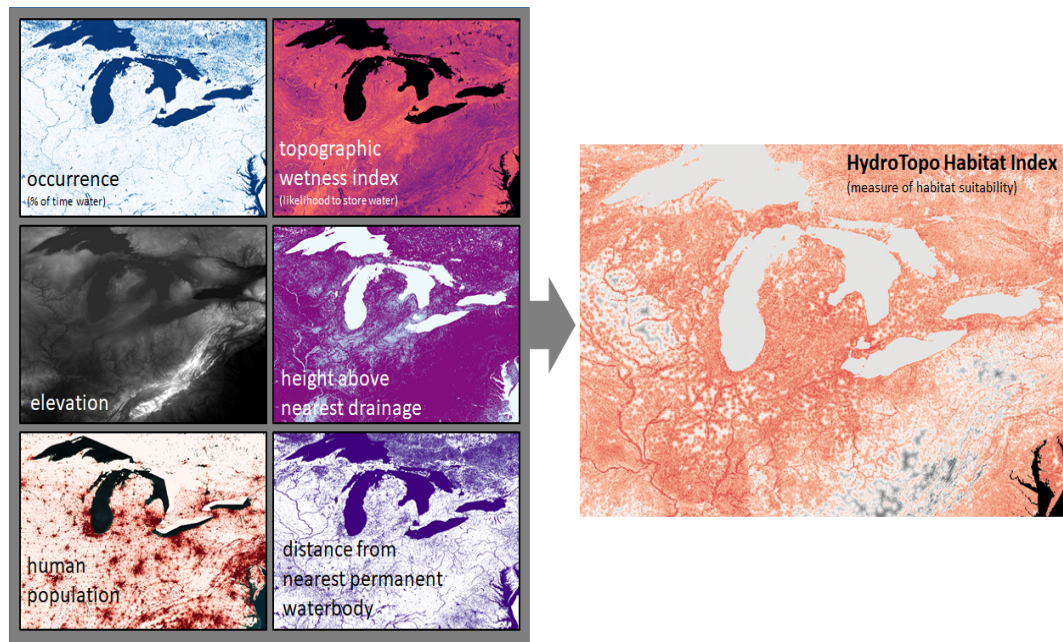 occurrence
(% of time water)
topographic
wetness index
(likelihood to store water)
elevation
height above
nearest drainage
human
population
distance from
nearest permanent
waterbody
HydroTopo Habitat Index
(measure of habitat suitability)